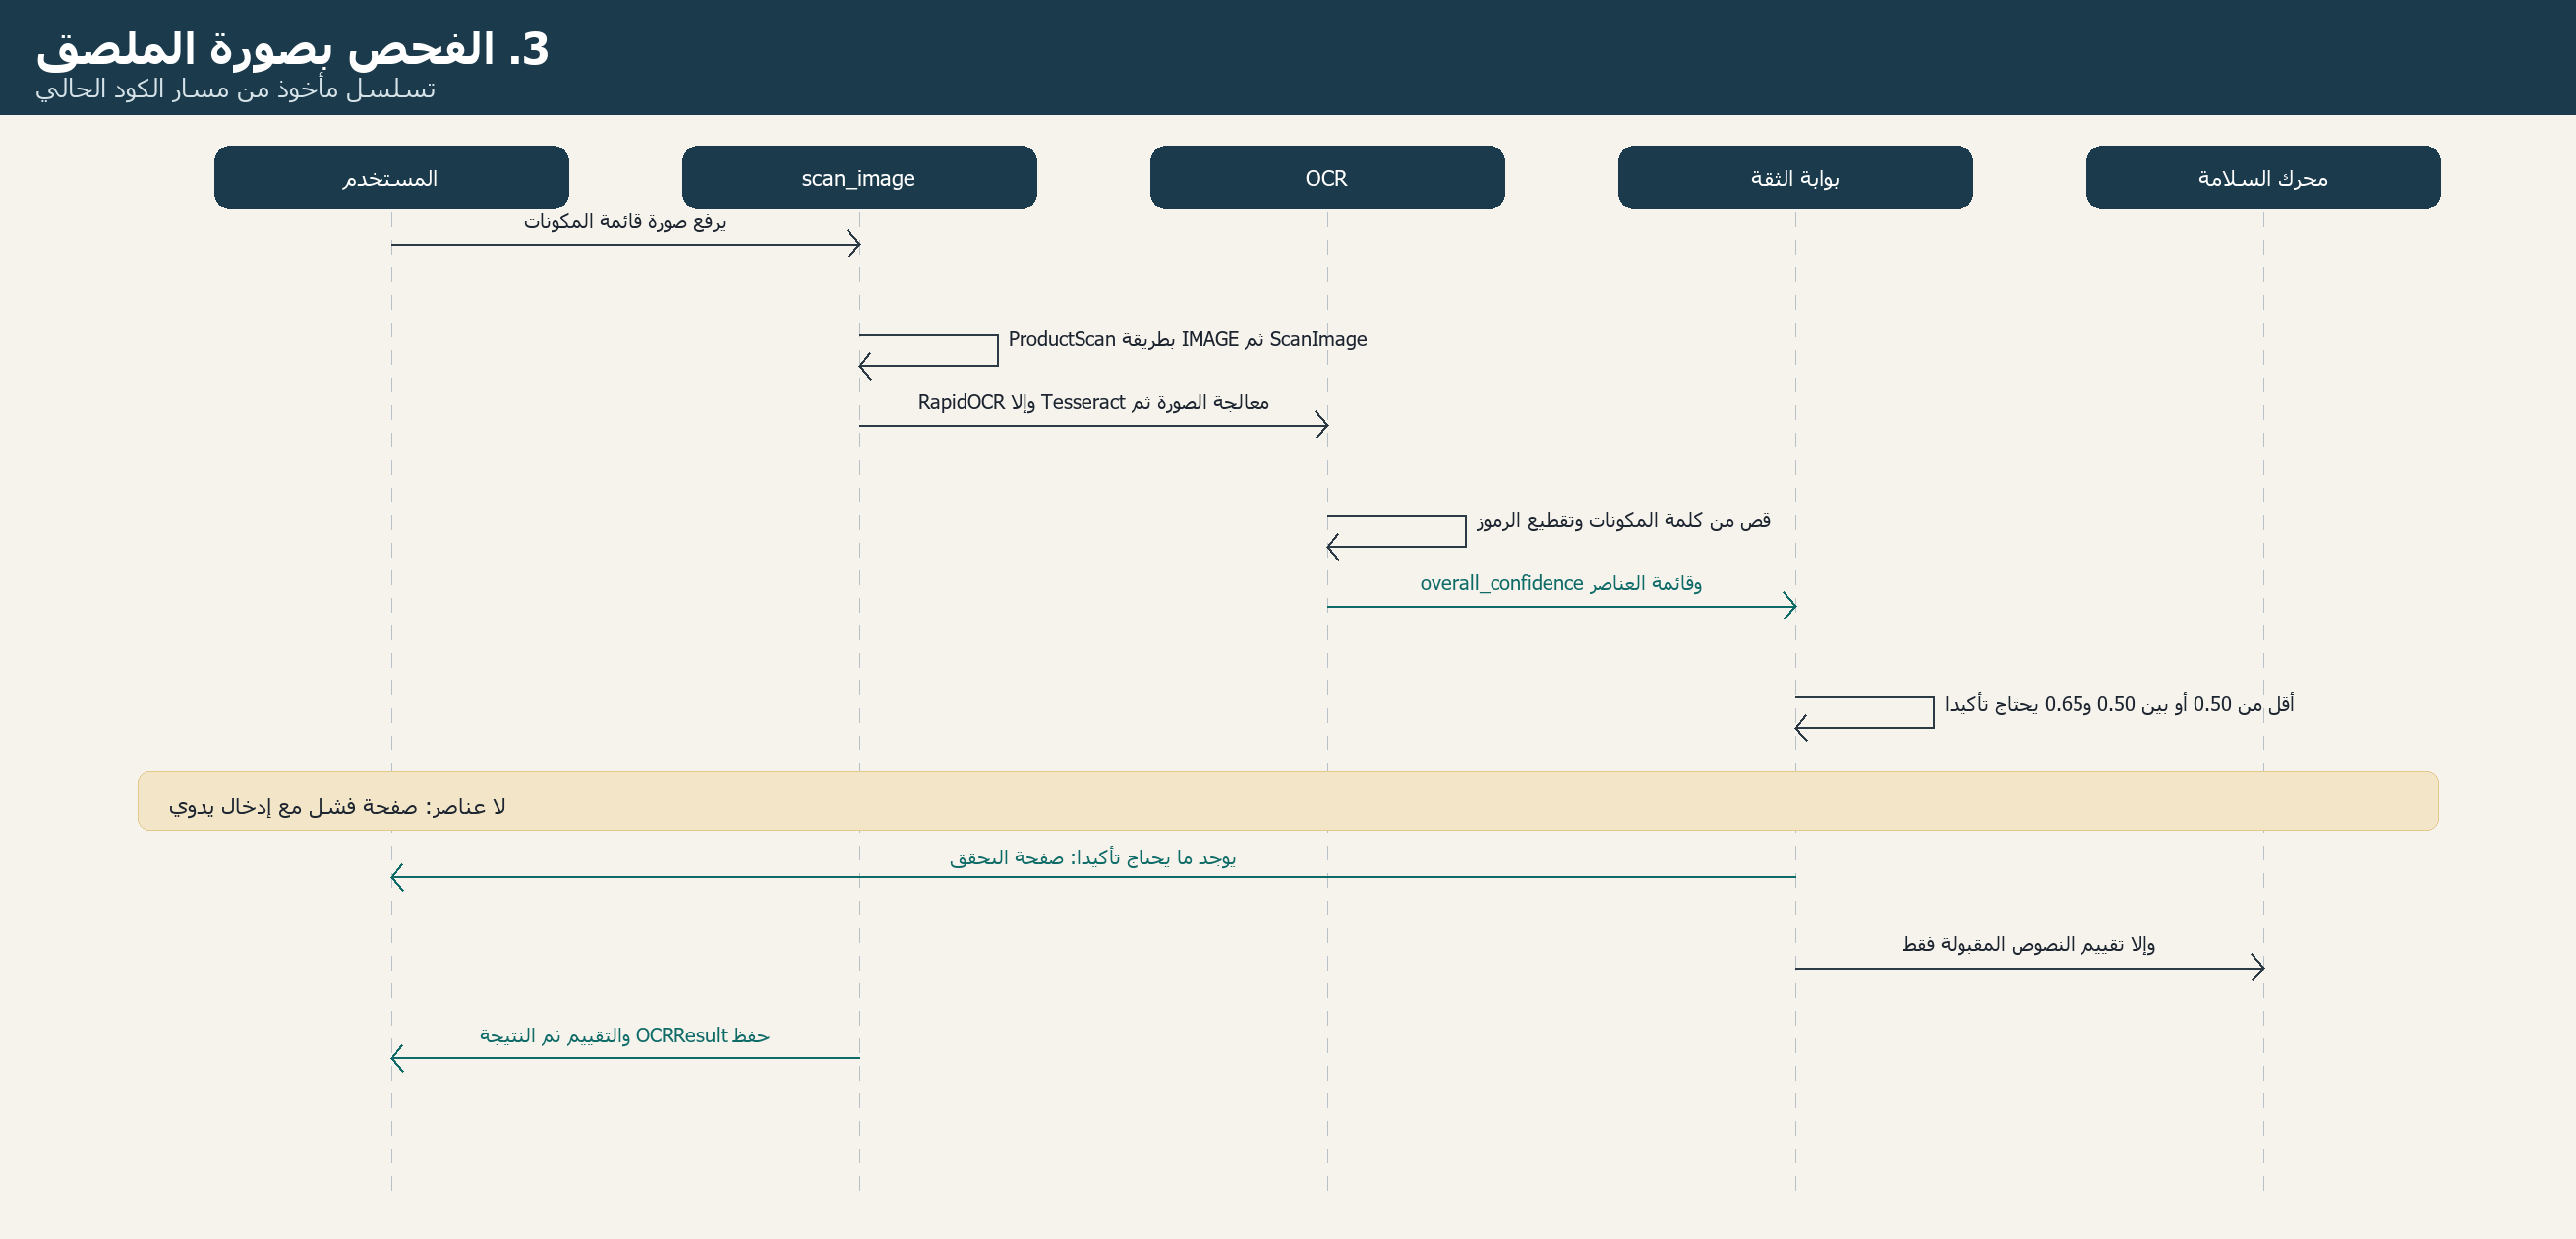 3. الفحص بصورة الملصق
تسلسل مأخوذ من مسار الكود الحالي
المستخدم
scan_image
OCR
بوابة الثقة
محرك السلامة
يرفع صورة قائمة المكونات
ProductScan بطريقة IMAGE ثم ScanImage
معالجة الصورة ثم Tesseract وإلا RapidOCR
قص من كلمة المكونات وتقطيع الرموز
overall_confidence وقائمة العناصر
أقل من 0.50 أو بين 0.50 و0.65 يحتاج تأكيدا
لا عناصر: صفحة فشل مع إدخال يدوي
يوجد ما يحتاج تأكيدا: صفحة التحقق
وإلا تقييم النصوص المقبولة فقط
حفظ OCRResult والتقييم ثم النتيجة